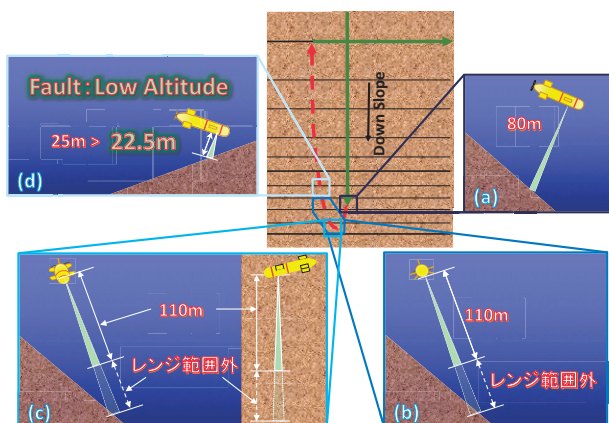 Fault : Low Altitude
25m > 22.5m
(d)
Down Slope
80m
(a)
110m
レンジ範囲外
(c)
110m
レンジ範囲外
(b)